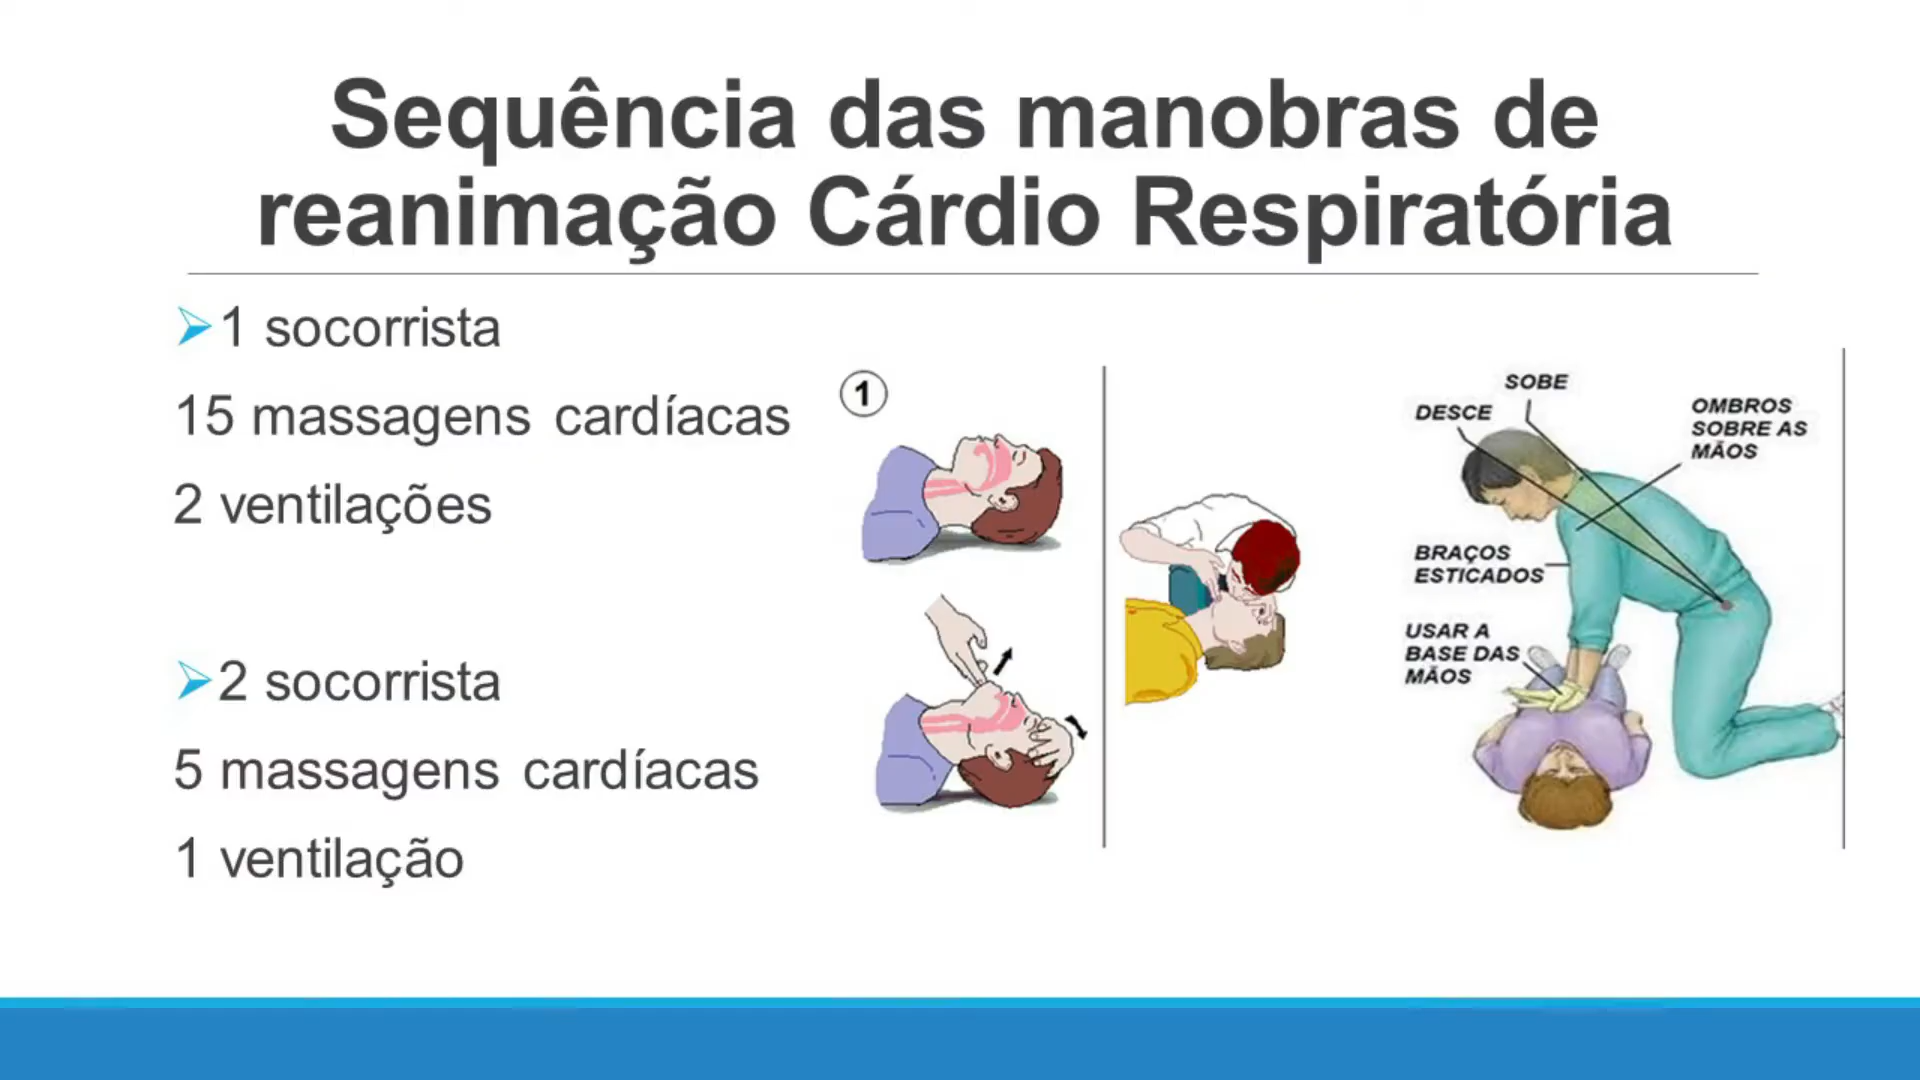 Sequência das manobras de
reanimação Cárdio Respiratória
1 socorrista
15 massagens cardíacas
2 ventilações
2 socorrista
5 massagens cardíacas
1 ventilação
1
SOBE
DESCE
OMBROS
SOBRE AS
MÃOS
BRAÇOS
ESTICADOS
USAR A
BASE DAS
MÃOS